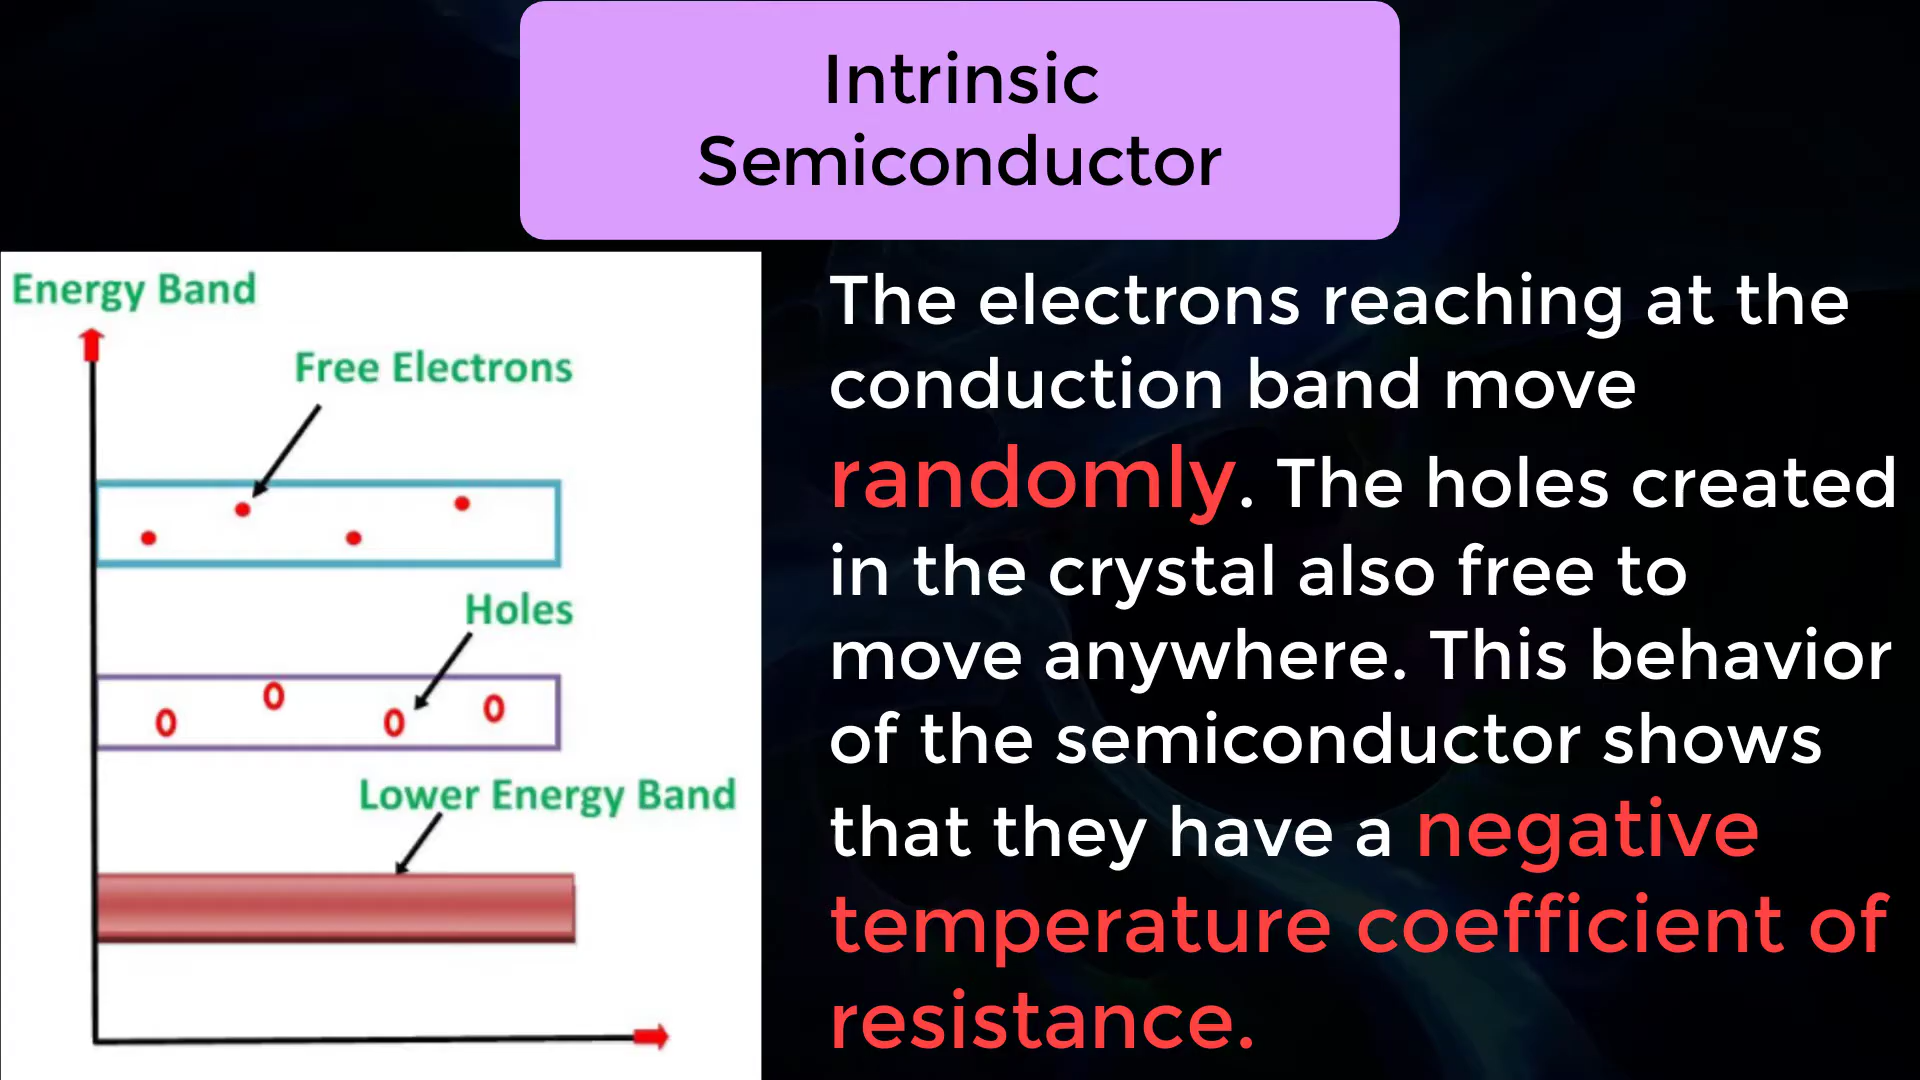 Intrinsic
Semiconductor
Energy Band
Free Electrons
Holes
Lower Energy Band
The electrons reaching at the
conduction band move
randomly. The holes created
in the crystal also free to
move anywhere. This behavior
of the semiconductor shows
that they have a negative
temperature coefficient of
resistance.